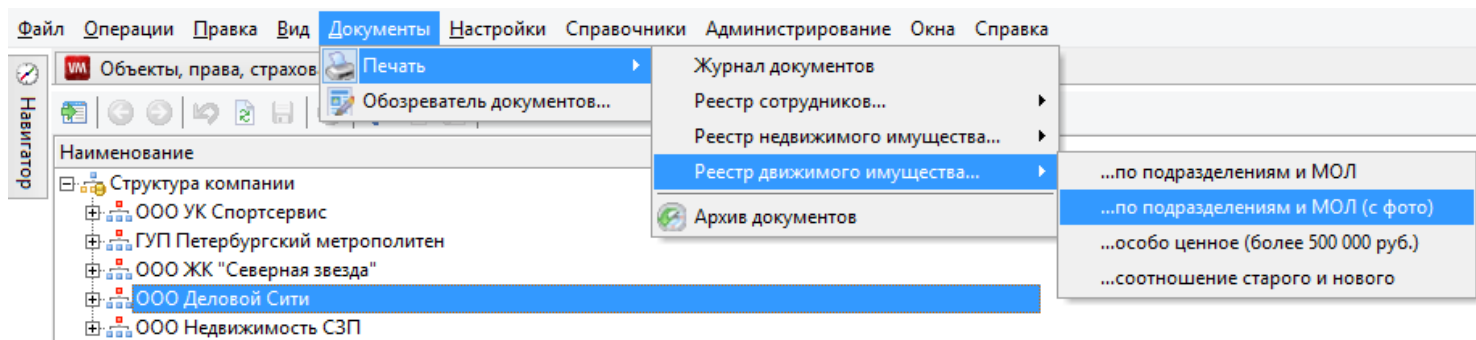 Файл Операции Правка Вид Документы Настройки Справочники Администрирование Окна Справка
Навигатор
VM Объекты, права, страхов
Печать
Обозреватель документов...
Журнал документов
Реестр сотрудников...
Реестр недвижимого имущества...
Реестр движимого имущества...
Архив документов
...по подразделениям и МОЛ
...по подразделениям и МОЛ (с фото)
...особо ценное (более 500 000 руб.)
...соотношение старого и нового
Наименование
Структура компании
ООО УК Спортсервис
ГУП Петербургский метрополитен
ООО ЖК "Северная звезда"
ООО Деловой Сити
ООО Недвижимость СЗП